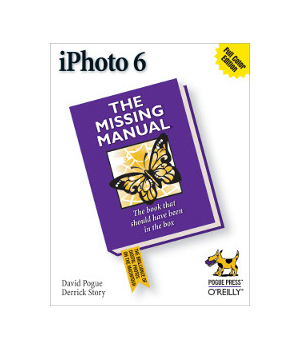 iPhoto 6
Full Color
Edition
THE
MISSING
MANUAL
The book that
should have been
in the box
David Pogue
Derrick Story
POGUE PRESS
O'REILLY